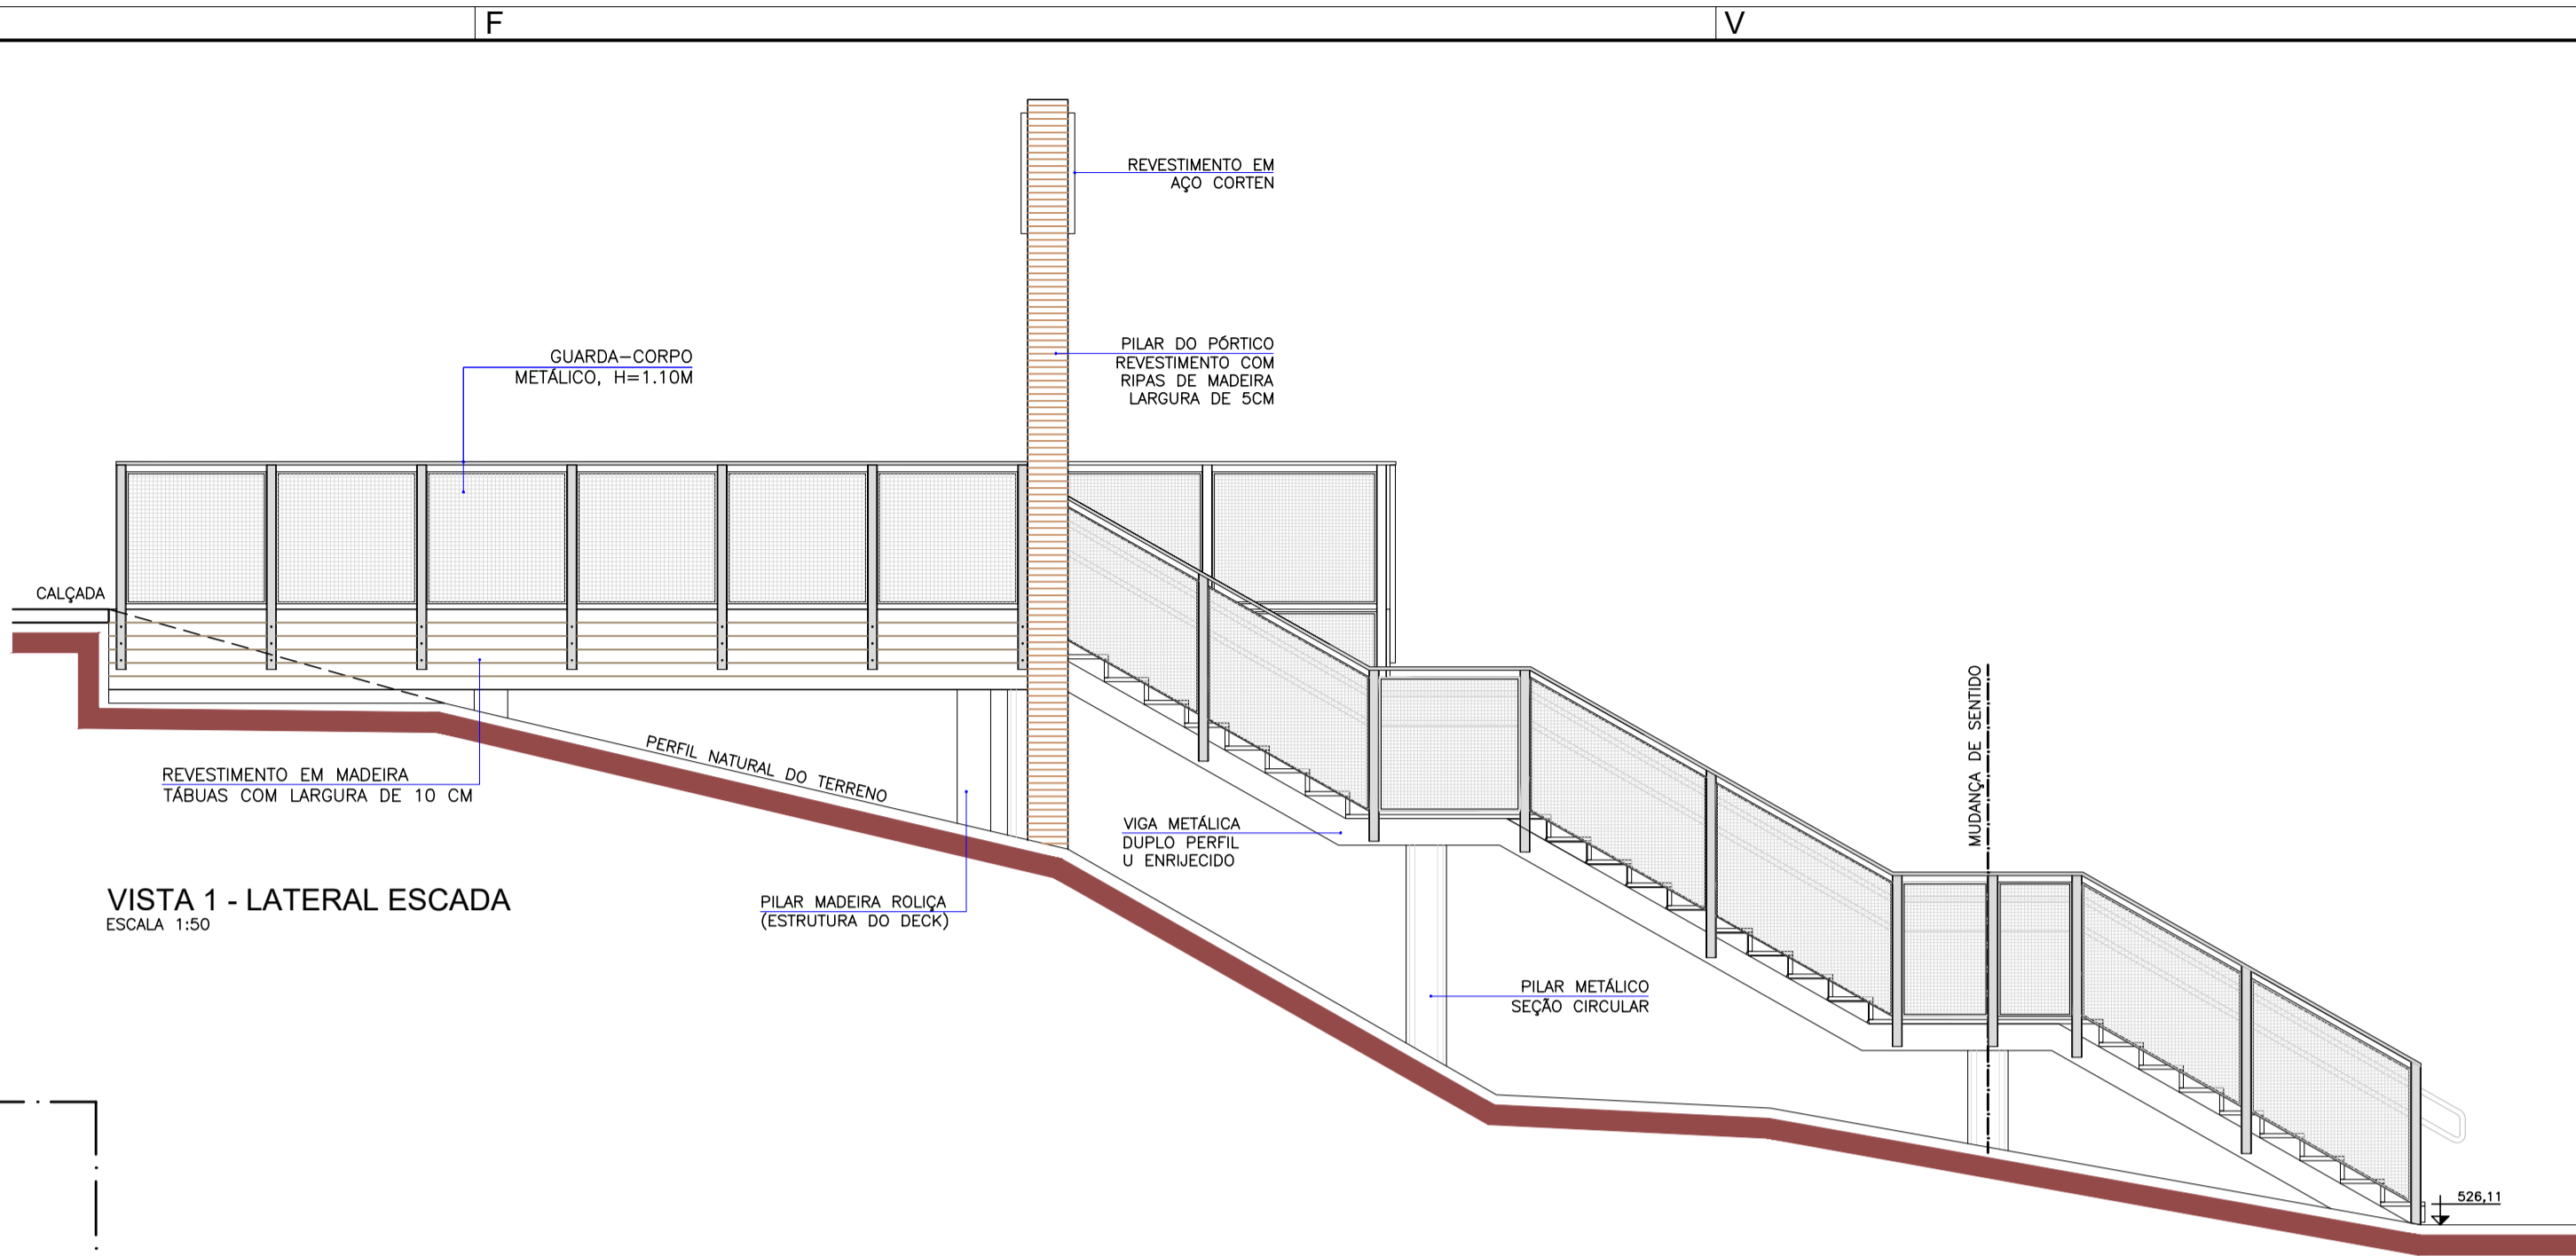 F
V
REVESTIMENTO EM
AÇO CORTEN
GUARDA-CORPO
METÁLICO, H=1.10M
PILAR DO PÓRTICO
REVESTIMENTO COM
RIPAS DE MADEIRA
LARGURA DE 5CM
CALÇADA
MUDANÇA DE SENTIDO
PERFIL NATURAL DO TERRENO
REVESTIMENTO EM MADEIRA
TÁBUAS COM LARGURA DE 10 CM
VIGA METÁLICA
DUPLO PERFIL
U ENRIJECIDO
VISTA 1 - LATERAL ESCADA
ESCALA 1:50
PILAR MADEIRA ROLIÇA
(ESTRUTURA DO DECK)
PILAR METÁLICO
SEÇÃO CIRCULAR
526,11